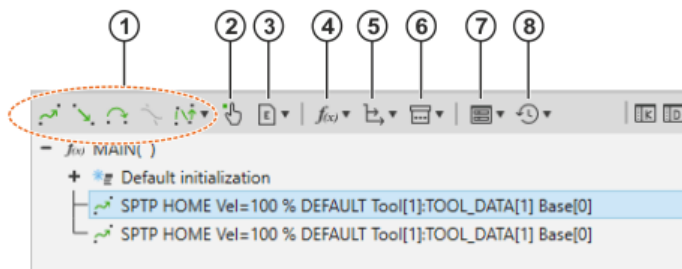 1 2 3 4 5 6 7 8
E f(x) L K D
f(x) MAIN( )
Default initialization
SPTP HOME Vel=100 % DEFAULT Tool[1]:TOOL_DATA[1] Base[0]
SPTP HOME Vel=100 % DEFAULT Tool[1]:TOOL_DATA[1] Base[0]